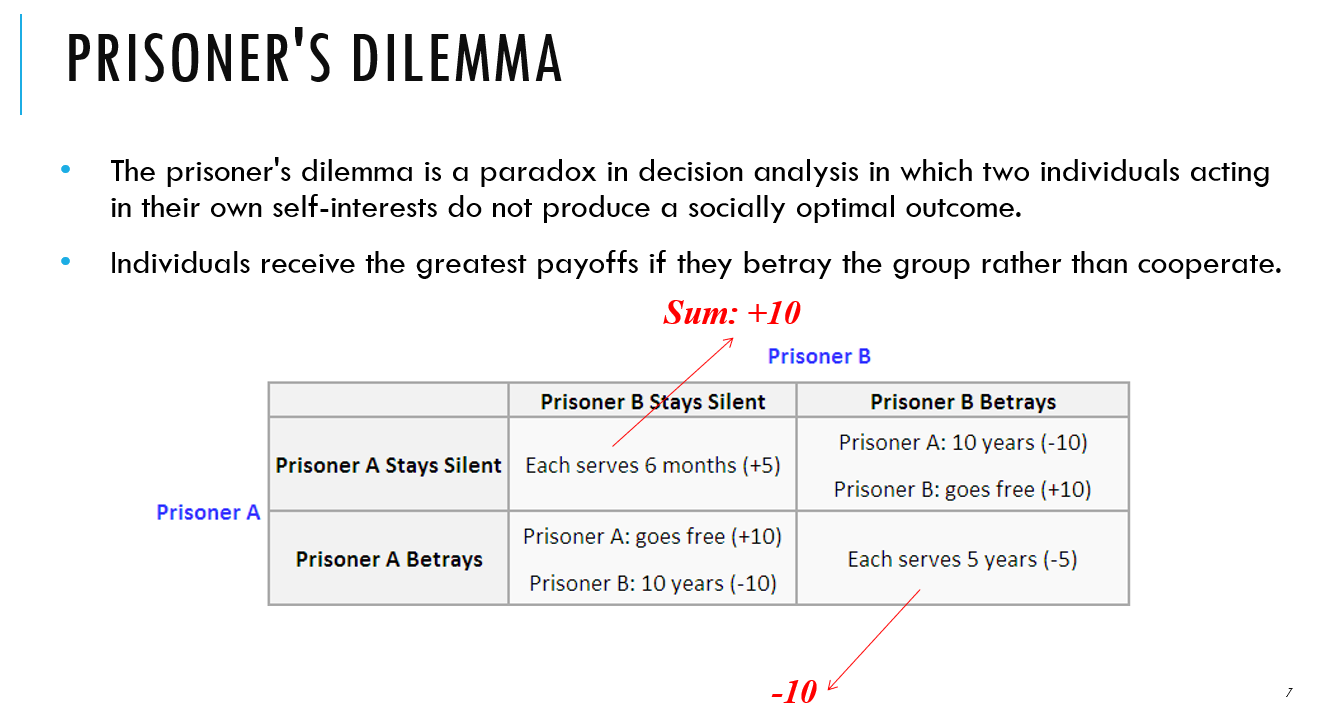 PRISONER'S DILEMMA
• The prisoner's dilemma is a paradox in decision analysis in which two individuals acting
in their own self-interests do not produce a socially optimal outcome.
• Individuals receive the greatest payoffs if they betray the group rather than cooperate.
Sum: +10
Prisoner B
Prisoner B Stays Silent
Prisoner B Betrays
Prisoner A
Prisoner A Stays Silent
Each serves 6 months (+5)
Prisoner A: 10 years (-10)
Prisoner B: goes free (+10)
Prisoner A Betrays
Prisoner A: goes free (+10)
Prisoner B: 10 years (-10)
Each serves 5 years (-5)
-10
7